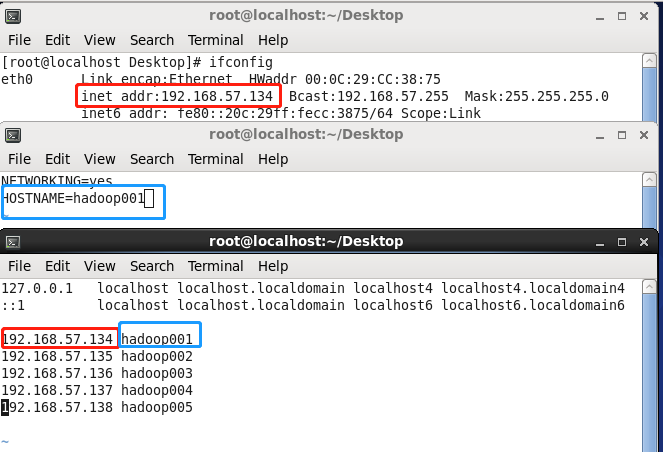 root@localhost:~/Desktop
File Edit View Search Terminal Help
[root@localhost Desktop]# ifconfig
eth0 Link encap:Ethernet HWaddr 00:0C:29:CC:38:75
inet addr:192.168.57.134 Bcast:192.168.57.255 Mask:255.255.255.0
inet6 addr: fe80::20c:29ff:fecc:3875/64 Scope:Link
root@localhost:~/Desktop
File Edit View Search Terminal Help
NETWORKING=yes
HOSTNAME=hadoop001
~
root@localhost:~/Desktop
File Edit View Search Terminal Help
127.0.0.1 localhost localhost.localdomain localhost4 localhost4.localdomain4
::1 localhost localhost.localdomain localhost6 localhost6.localdomain6
192.168.57.134 hadoop001
192.168.57.135 hadoop002
192.168.57.136 hadoop003
192.168.57.137 hadoop004
192.168.57.138 hadoop005
~